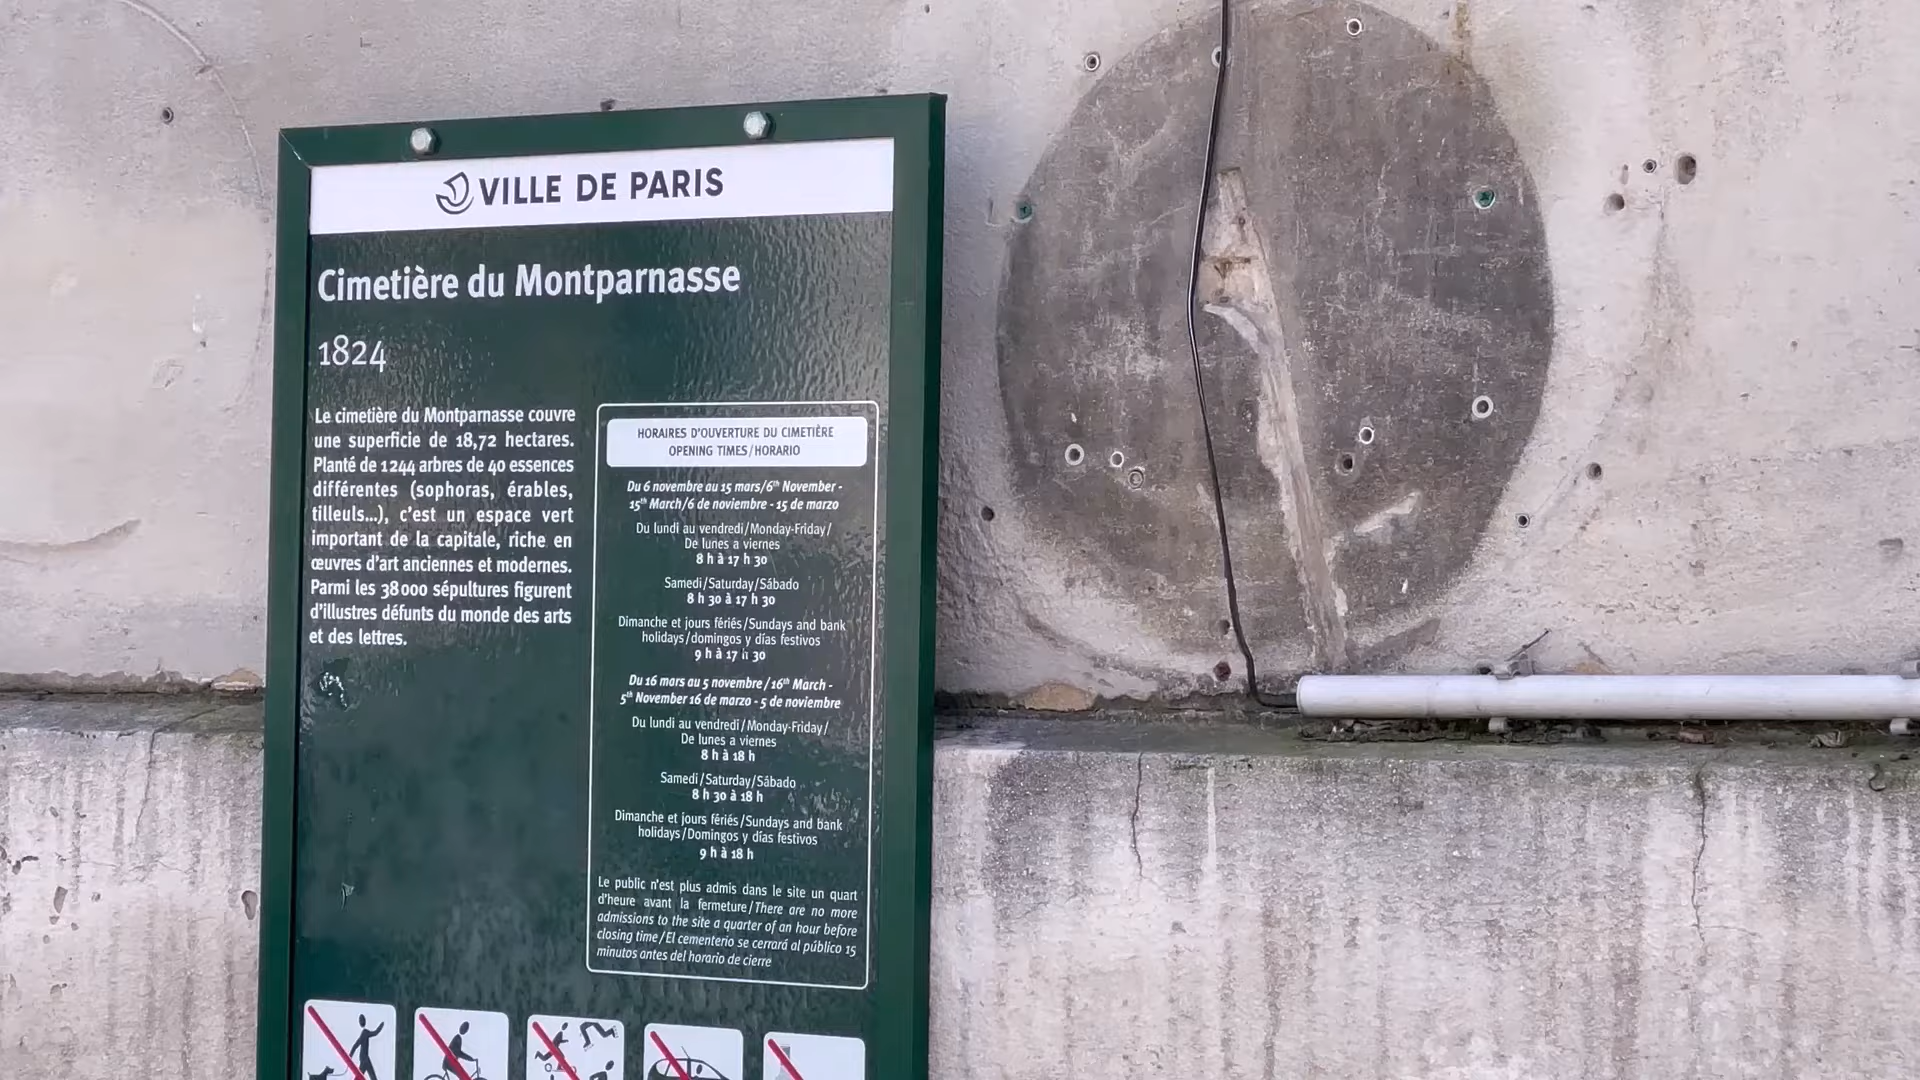 VILLE DE PARIS
Cimetière du Montparnasse
1824
Le cimetière du Montparnasse couvre
une superficie de 18,72 hectares.
Planté de 1244 arbres de 40 essences
différentes (sophoras, érables,
tilleuls...), c'est un espace vert
important de la capitale, riche en
œuvres d'art anciennes et modernes.
Parmi les 38000 sépultures figurent
d'illustres défunts du monde des arts
et des lettres.
HORAIRES D'OUVERTURE DU CIMETIÈRE
OPENING TIMES/HORARIO
Du 6 novembre au 15 mars/6th November -
15th March/6 de noviembre - 15 de marzo
Du lundi au vendredi/Monday-Friday/
De lunes a viernes
8 h à 17 h 30
Samedi/Saturday/Sábado
8 h 30 à 17 h 30
Dimanche et jours fériés/Sundays and bank
holidays/domingos y días festivos
9 h à 17 h 30
Du 16 mars au 5 novembre/16th March -
5th November 16 de marzo - 5 de noviembre
Du lundi au vendredi/Monday-Friday/
De lunes a viernes
8 h à 18 h
Samedi/Saturday/Sábado
8 h 30 à 18 h
Dimanche et jours fériés/Sundays and bank
holidays/Domingos y días festivos
9 h à 18 h
Le public n'est plus admis dans le site un quart
d'heure avant la fermeture/There are no more
admissions to the site a quarter of an hour before
closing time/El cementerio se cerrará al público 15
minutos antes del horario de cierre